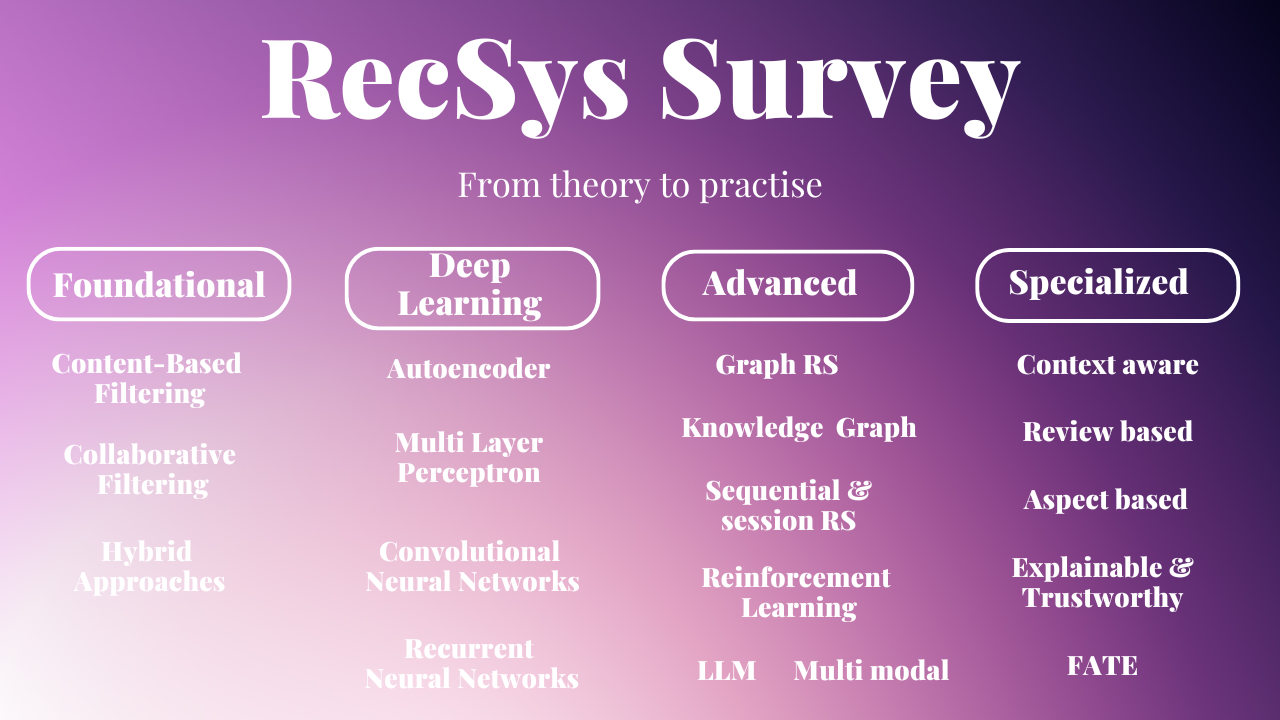 RecSys Survey
From theory to practise
Foundational
Content-Based
Filtering
Collaborative
Filtering
Hybrid
Approaches
Deep
Learning
Autoencoder
Multi Layer
Perceptron
Convolutional
Neural Networks
Recurrent
Neural Networks
Advanced
Graph RS
Knowledge Graph
Sequential &
session RS
Reinforcement
Learning
LLM Multi modal
Specialized
Context aware
Review based
Aspect based
Explainable &
Trustworthy
FATE